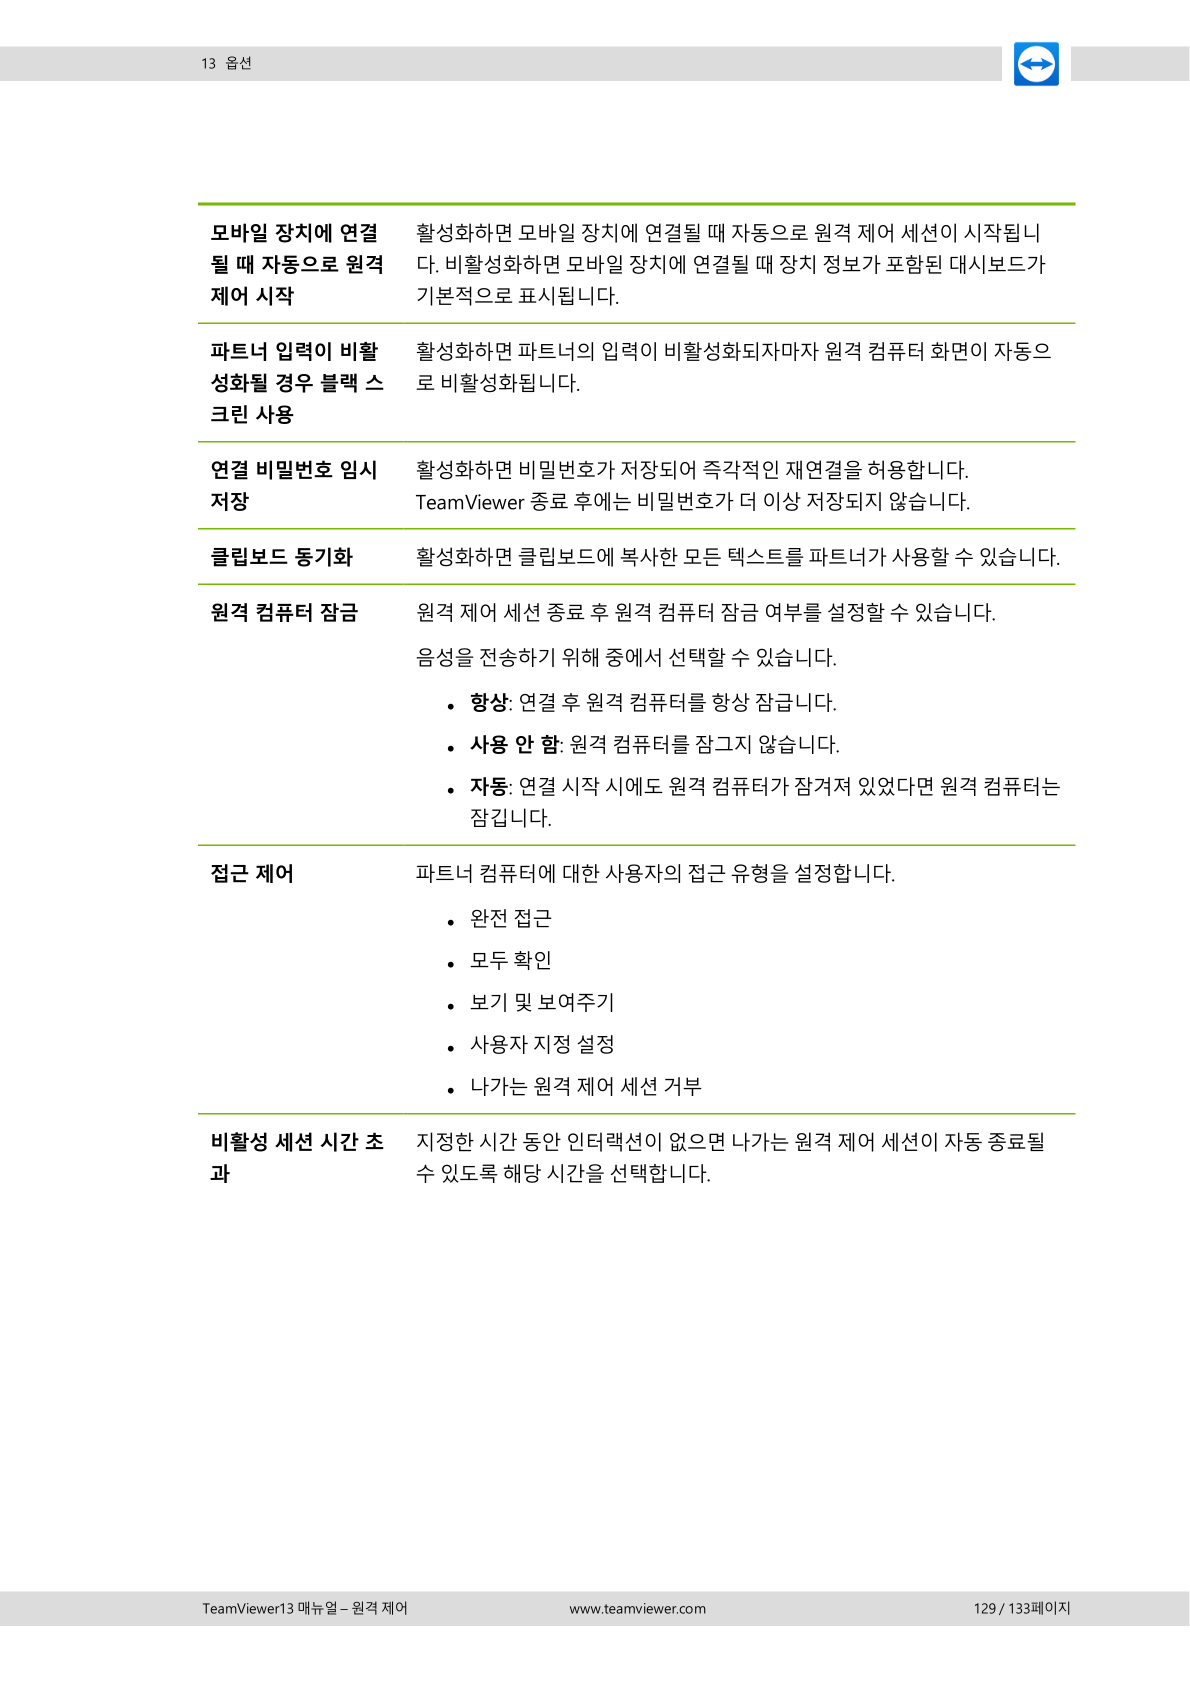 13 옵션
모바일 장치에 연결
될 때 자동으로 원격
제어 시작
활성화하면 모바일 장치에 연결될 때 자동으로 원격 제어 세션이 시작됩니
다. 비활성화하면 모바일 장치에 연결될 때 장치 정보가 포함된 대시보드가
기본적으로 표시됩니다.
파트너 입력이 비활
성화될 경우 블랙 스
크린 사용
활성화하면 파트너의 입력이 비활성화되자마자 원격 컴퓨터 화면이 자동으
로 비활성화됩니다.
연결 비밀번호 임시
저장
활성화하면 비밀번호가 저장되어 즉각적인 재연결을 허용합니다.
TeamViewer 종료 후에는 비밀번호가 더 이상 저장되지 않습니다.
클립보드 동기화
활성화하면 클립보드에 복사한 모든 텍스트를 파트너가 사용할 수 있습니다.
원격 컴퓨터 잠금
원격 제어 세션 종료 후 원격 컴퓨터 잠금 여부를 설정할 수 있습니다.
음성을 전송하기 위해 중에서 선택할 수 있습니다.
• 항상: 연결 후 원격 컴퓨터를 항상 잠급니다.
• 사용 안 함: 원격 컴퓨터를 잠그지 않습니다.
• 자동: 연결 시작 시에도 원격 컴퓨터가 잠겨져 있었다면 원격 컴퓨터는
잠깁니다.
접근 제어
파트너 컴퓨터에 대한 사용자의 접근 유형을 설정합니다.
• 완전 접근
• 모두 확인
• 보기 및 보여주기
• 사용자 지정 설정
• 나가는 원격 제어 세션 거부
비활성 세션 시간 초
과
지정한 시간 동안 인터랙션이 없으면 나가는 원격 제어 세션이 자동 종료될
수 있도록 해당 시간을 선택합니다.
TeamViewer13 매뉴얼 – 원격 제어 www.teamviewer.com 129 / 133페이지